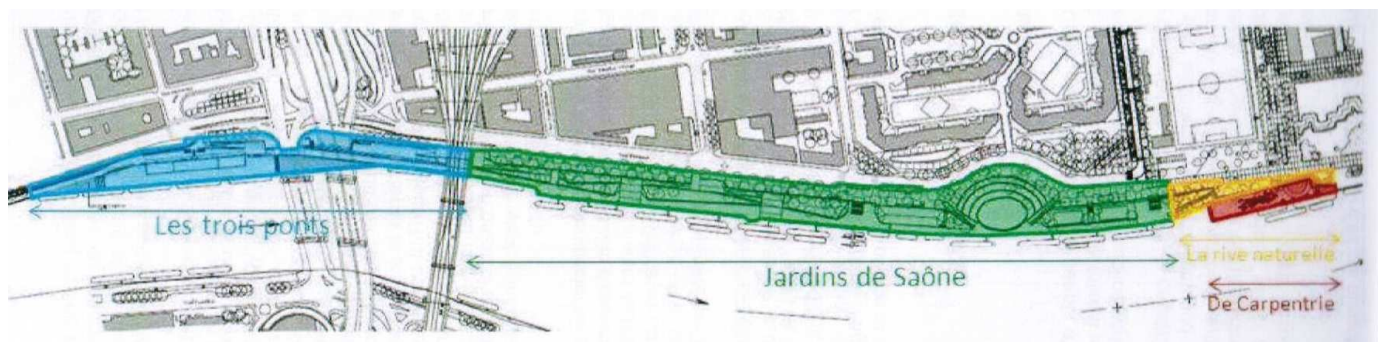 Les trois ponts
Jardins de Saône
La rive naturelle
De Carpentrie